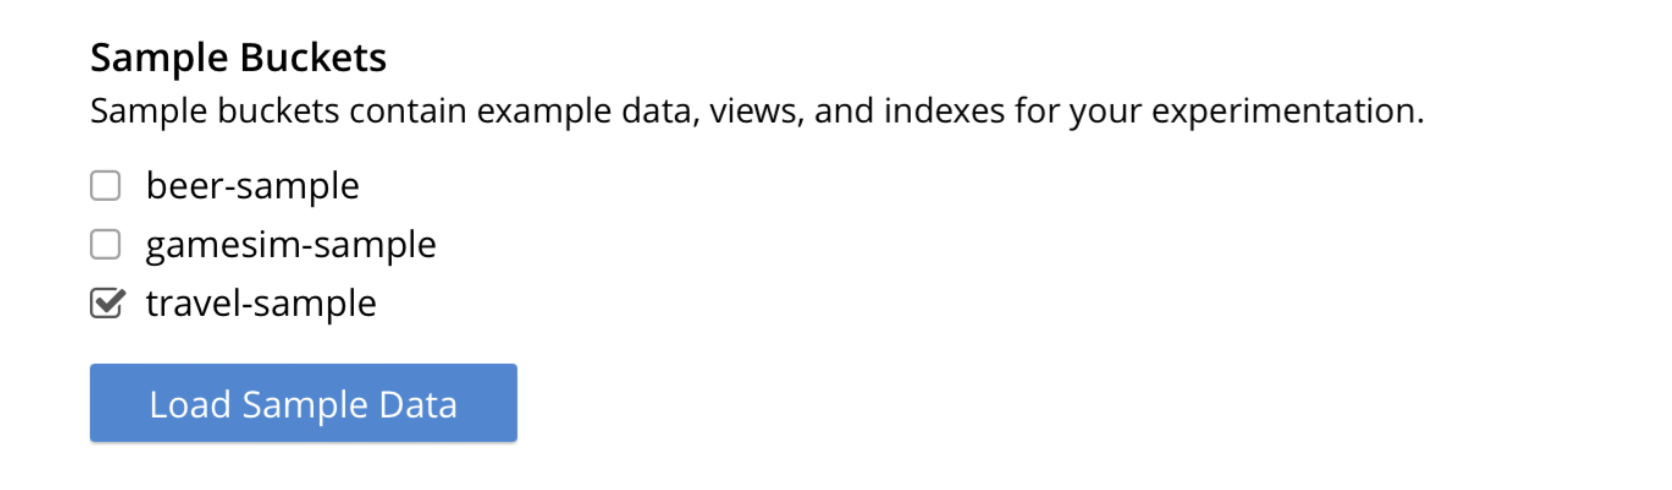 Sample Buckets
Sample buckets contain example data, views, and indexes for your experimentation.
beer-sample
gamesim-sample
travel-sample
Load Sample Data